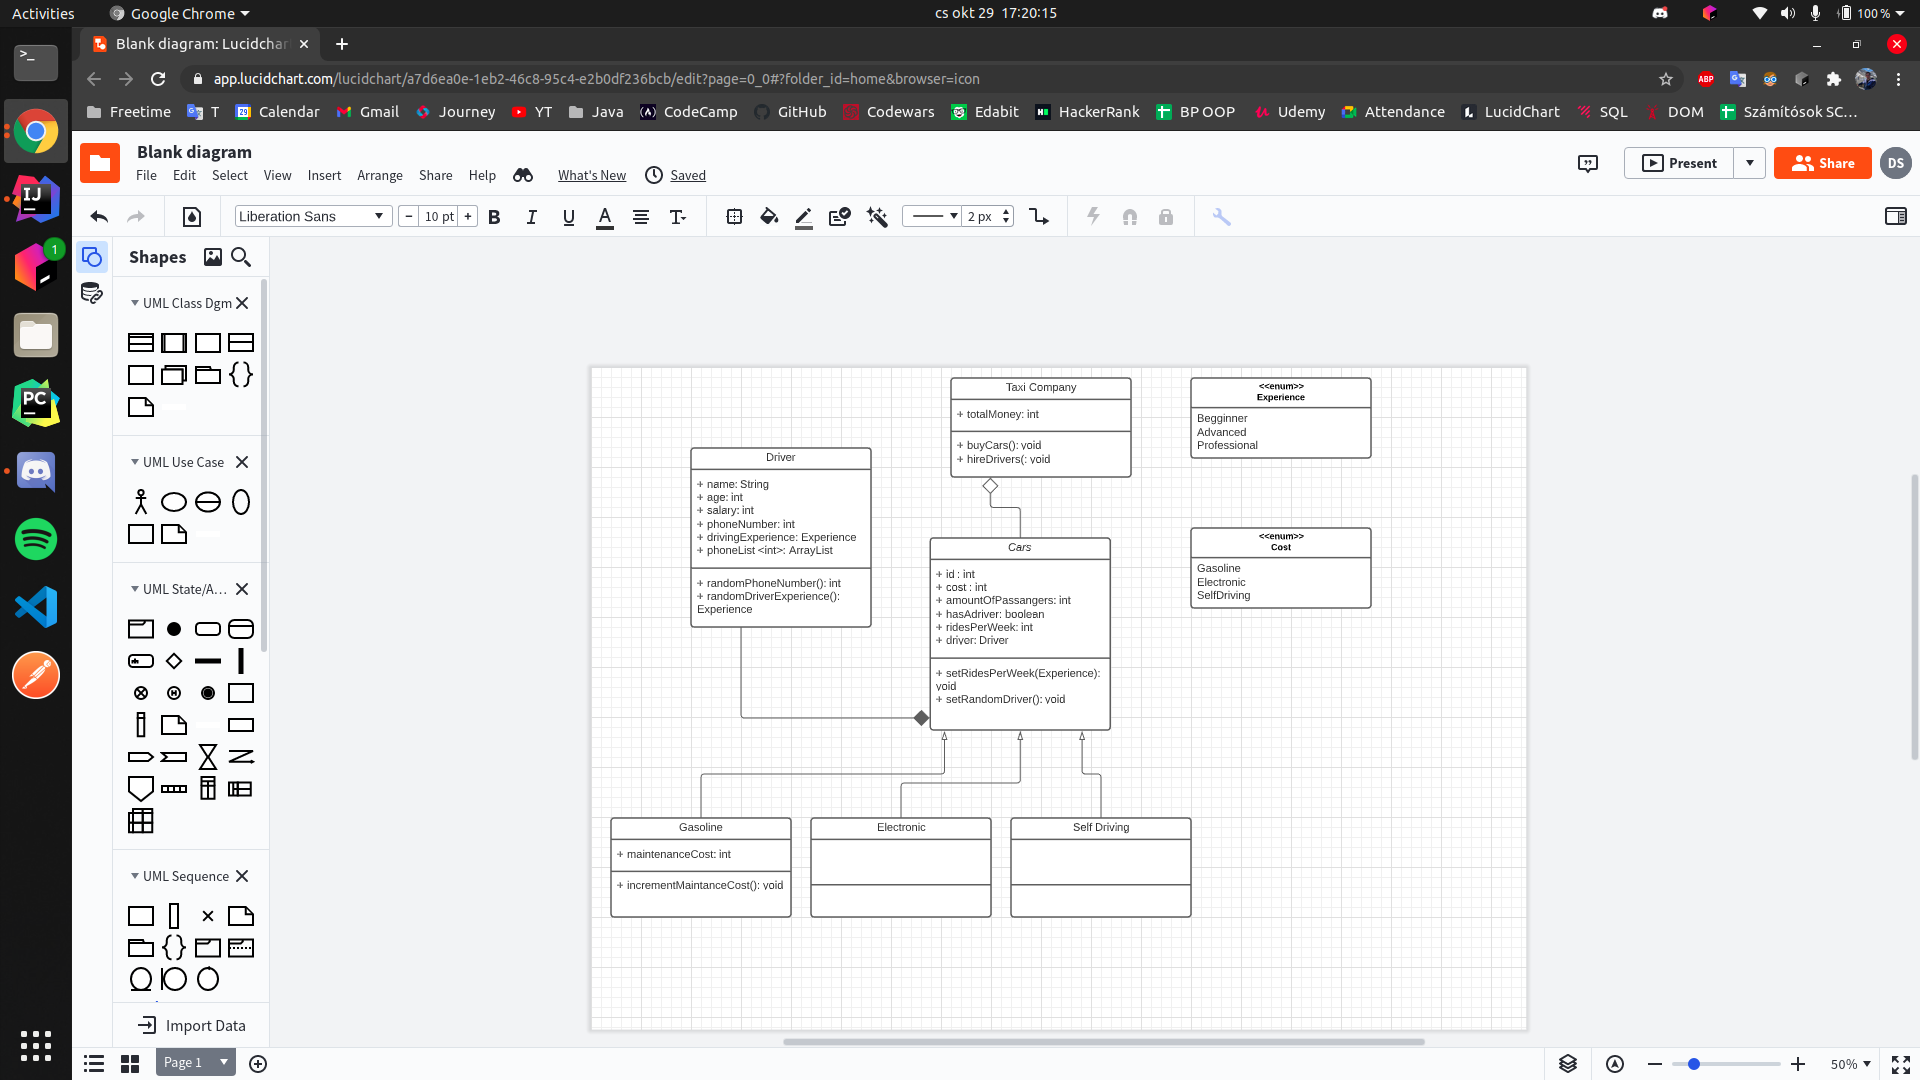 Activities
Google Chrome
cs okt 29 17:20:15
100 %
Blank diagram: Lucidchar
app.lucidchart.com/lucidchart/a7d6ea0e-1eb2-46c8-95c4-e2b0df236bcb/edit?page=0_0#?folder_id=home&browser=icon
ABP
Freetime
T
29 Calendar
Gmail
Journey
YT
Java
CodeCamp
GitHub
Codewars
Edabit
HackerRank
BP OOP
Udemy
Attendance
LucidChart
SQL
DOM
Számítósok SC...
IJ
1
PC
Blank diagram
File
Edit
Select
View
Insert
Arrange
Share
Help
What's New
Saved
Present
Share
DS
Liberation Sans
10 pt
B I U A T
2 px
Shapes
UML Class Dgm
UML Use Case
UML State/A...
UML Sequence
Import Data
Taxi Company
+ totalMoney: int
+ buyCars(): void
+ hireDrivers(: void
<<enum>>
Experience
Begginner
Advanced
Professional
Driver
+ name: String
+ age: int
+ salary: int
+ phoneNumber: int
+ drivingExperience: Experience
+ phoneList <int>: ArrayList
+ randomPhoneNumber(): int
+ randomDriverExperience():
Experience
Cars
+ id : int
+ cost : int
+ amountOfPassangers: int
+ hasAdriver: boolean
+ ridesPerWeek: int
+ driver: Driver
+ setRidesPerWeek(Experience):
void
+ setRandomDriver(): void
<<enum>>
Cost
Gasoline
Electronic
SelfDriving
Gasoline
+ maintenanceCost: int
+ incrementMaintanceCost(): void
Electronic
Self Driving
Page 1
50%